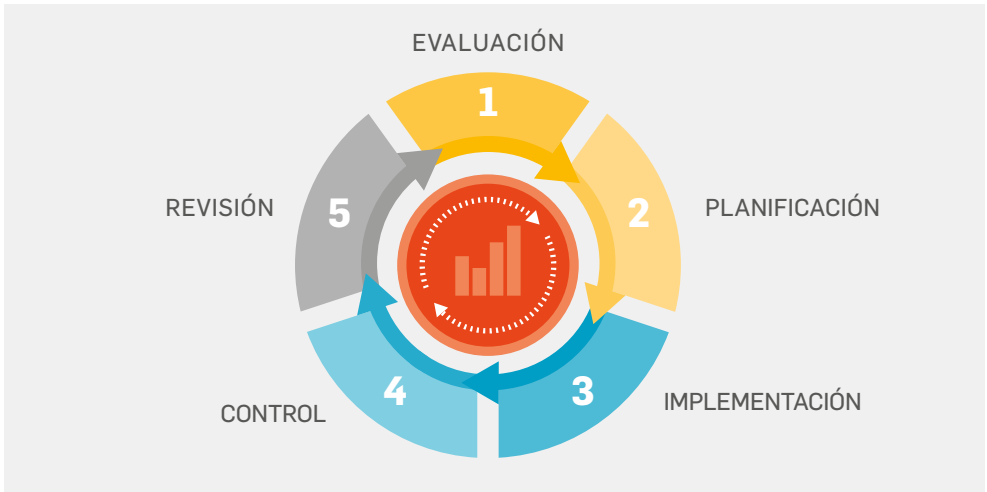 EVALUACIÓN
1
2
PLANIFICACIÓN
3
IMPLEMENTACIÓN
4
CONTROL
5
REVISIÓN